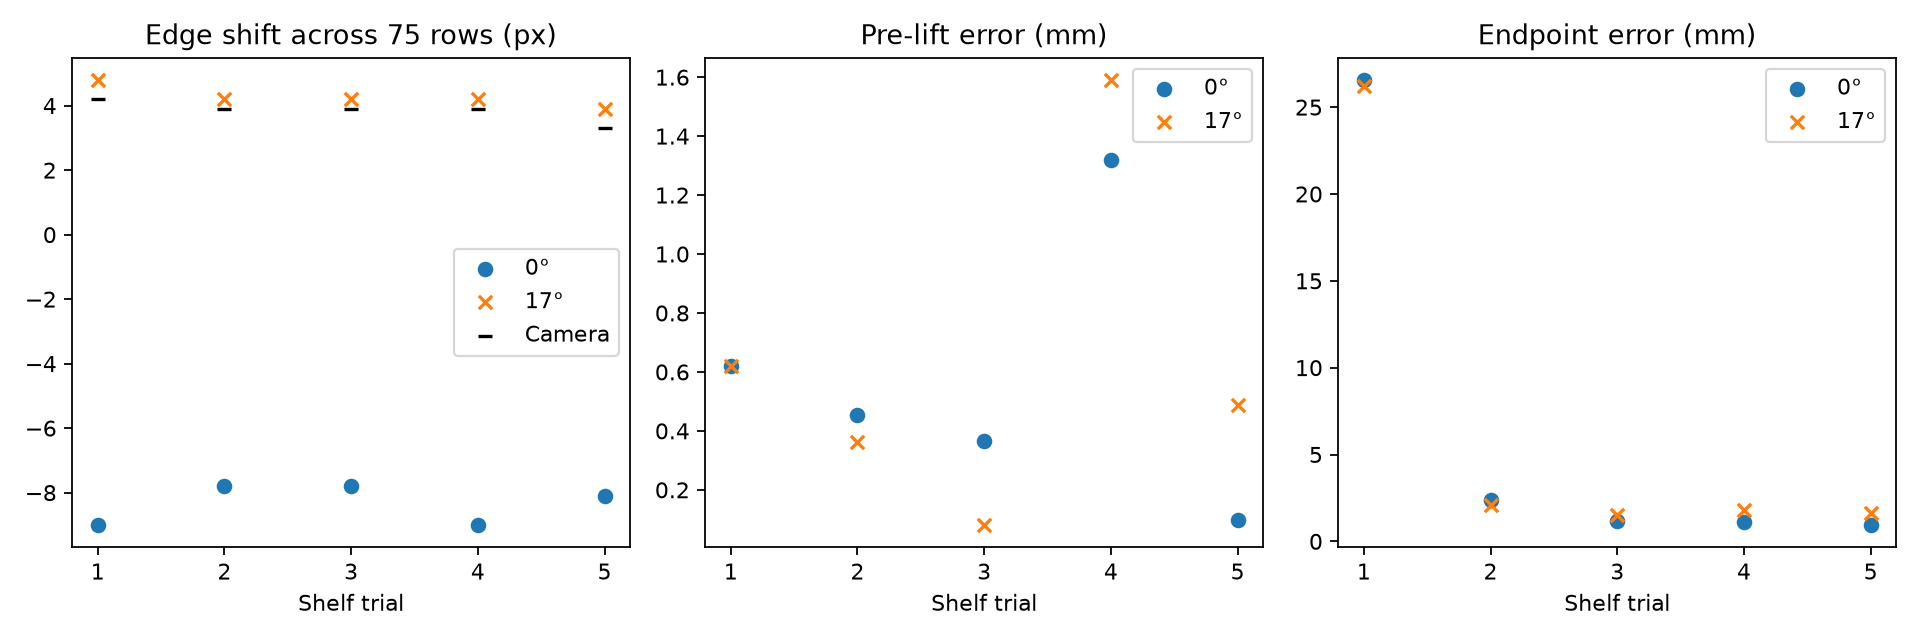 Edge shift across 75 rows (px)
4
2
0
−2
−4
−6
−8
0°
17°
Camera
1 2 3 4 5
Shelf trial
Pre-lift error (mm)
1.6
1.4
1.2
1.0
0.8
0.6
0.4
0.2
0°
17°
1 2 3 4 5
Shelf trial
Endpoint error (mm)
25
20
15
10
5
0
0°
17°
1 2 3 4 5
Shelf trial